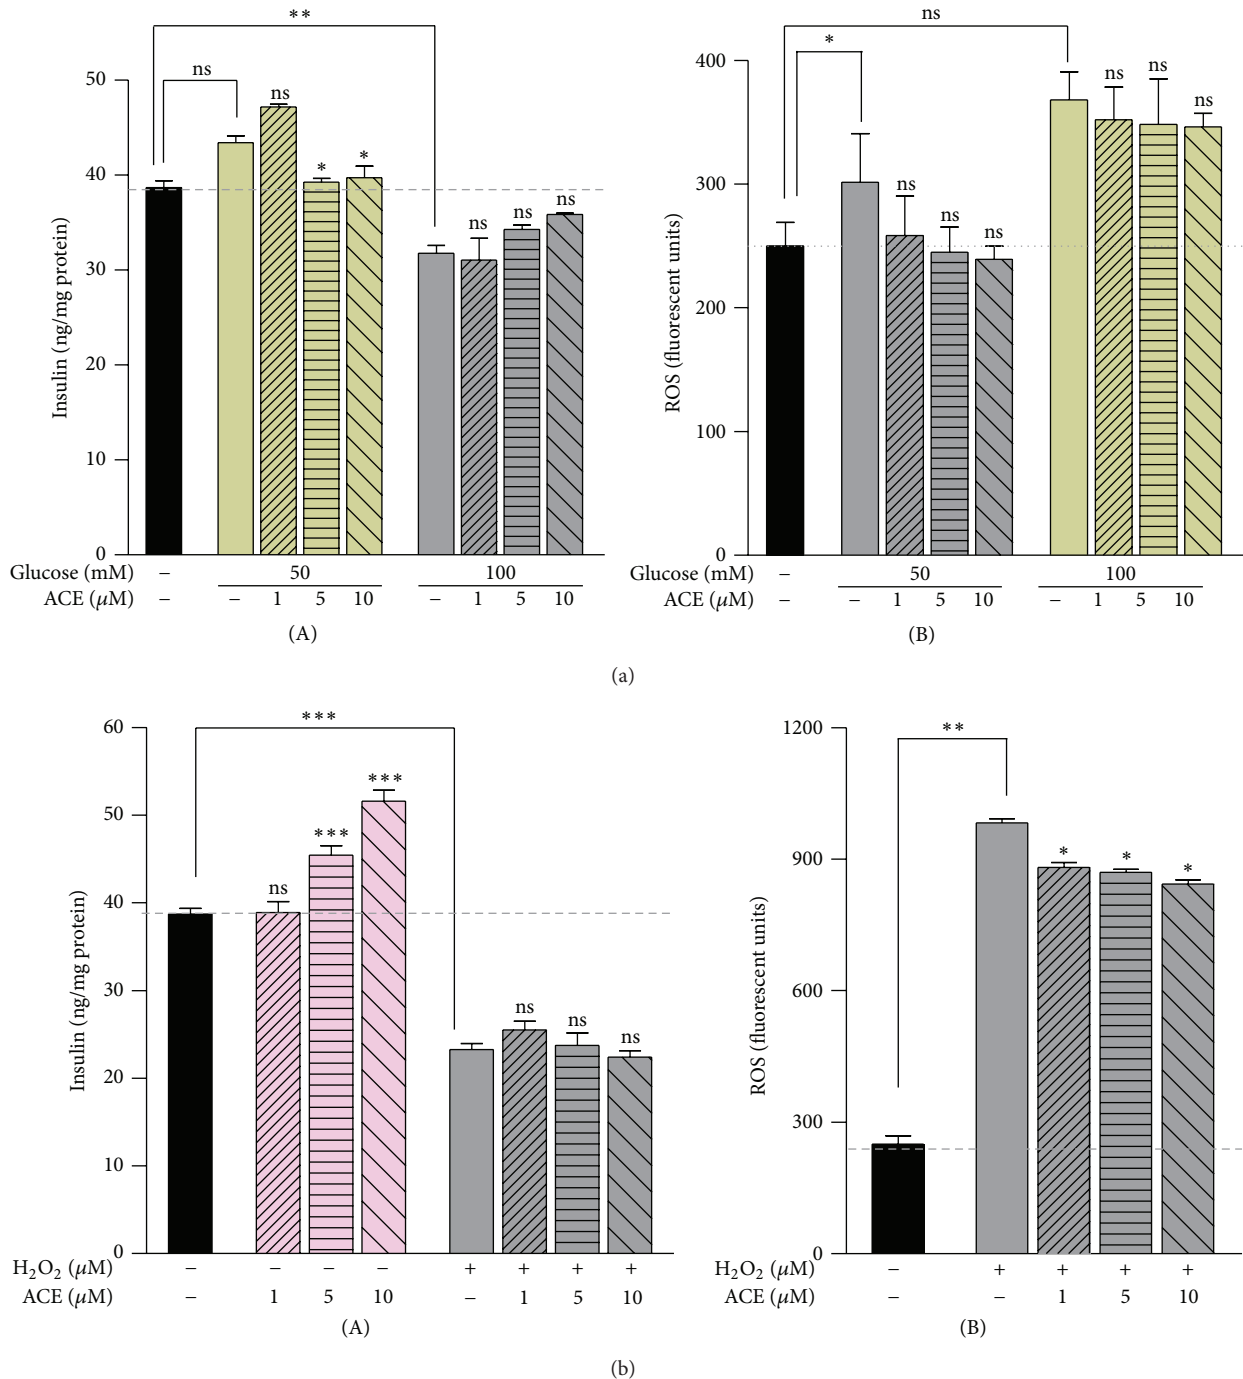 **
ns
ns
* *
ns ns ns
50
40
30
20
10
0
Insulin (ng/mg protein)
Glucose (mM) – 50 100
ACE (μM) – – 1 5 10 – 1 5 10
(A)
ns
*
ns ns ns
ns ns ns
400
300
200
100
0
ROS (fluorescent units)
Glucose (mM) – 50 100
ACE (μM) – – 1 5 10 – 1 5 10
(B)
(a)
***
ns *** ***
ns ns ns
60
50
40
30
20
10
0
Insulin (ng/mg protein)
H₂O₂ (μM) – – – – + + + +
ACE (μM) – 1 5 10 – 1 5 10
(A)
**
* * *
1200
900
600
300
0
ROS (fluorescent units)
H₂O₂ (μM) – + + + +
ACE (μM) – – 1 5 10
(B)
(b)